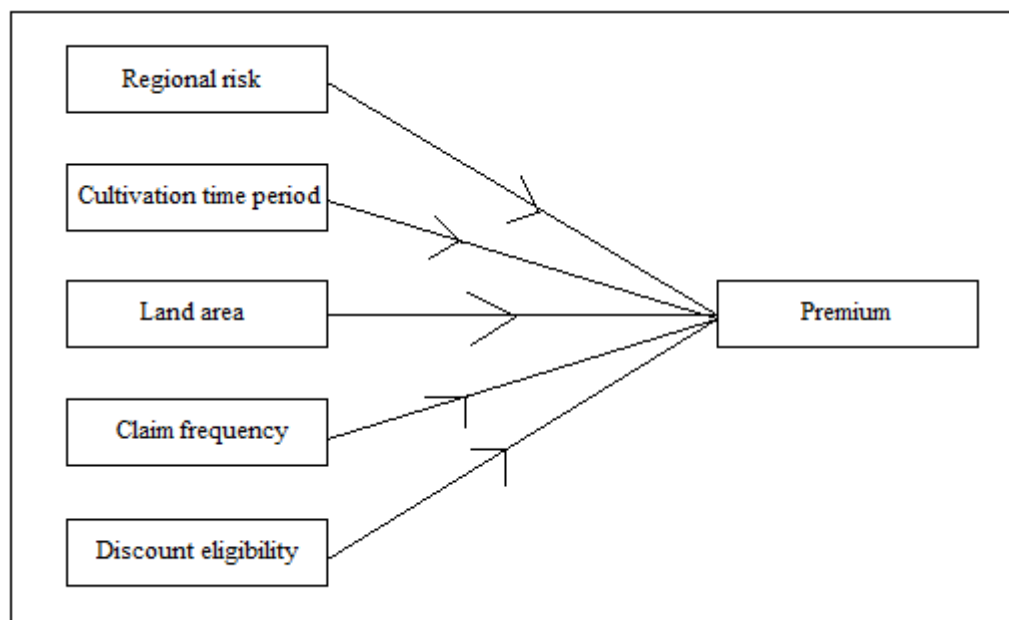 Regional risk
Cultivation time period
Land area
Premium
Claim frequency
Discount eligibility